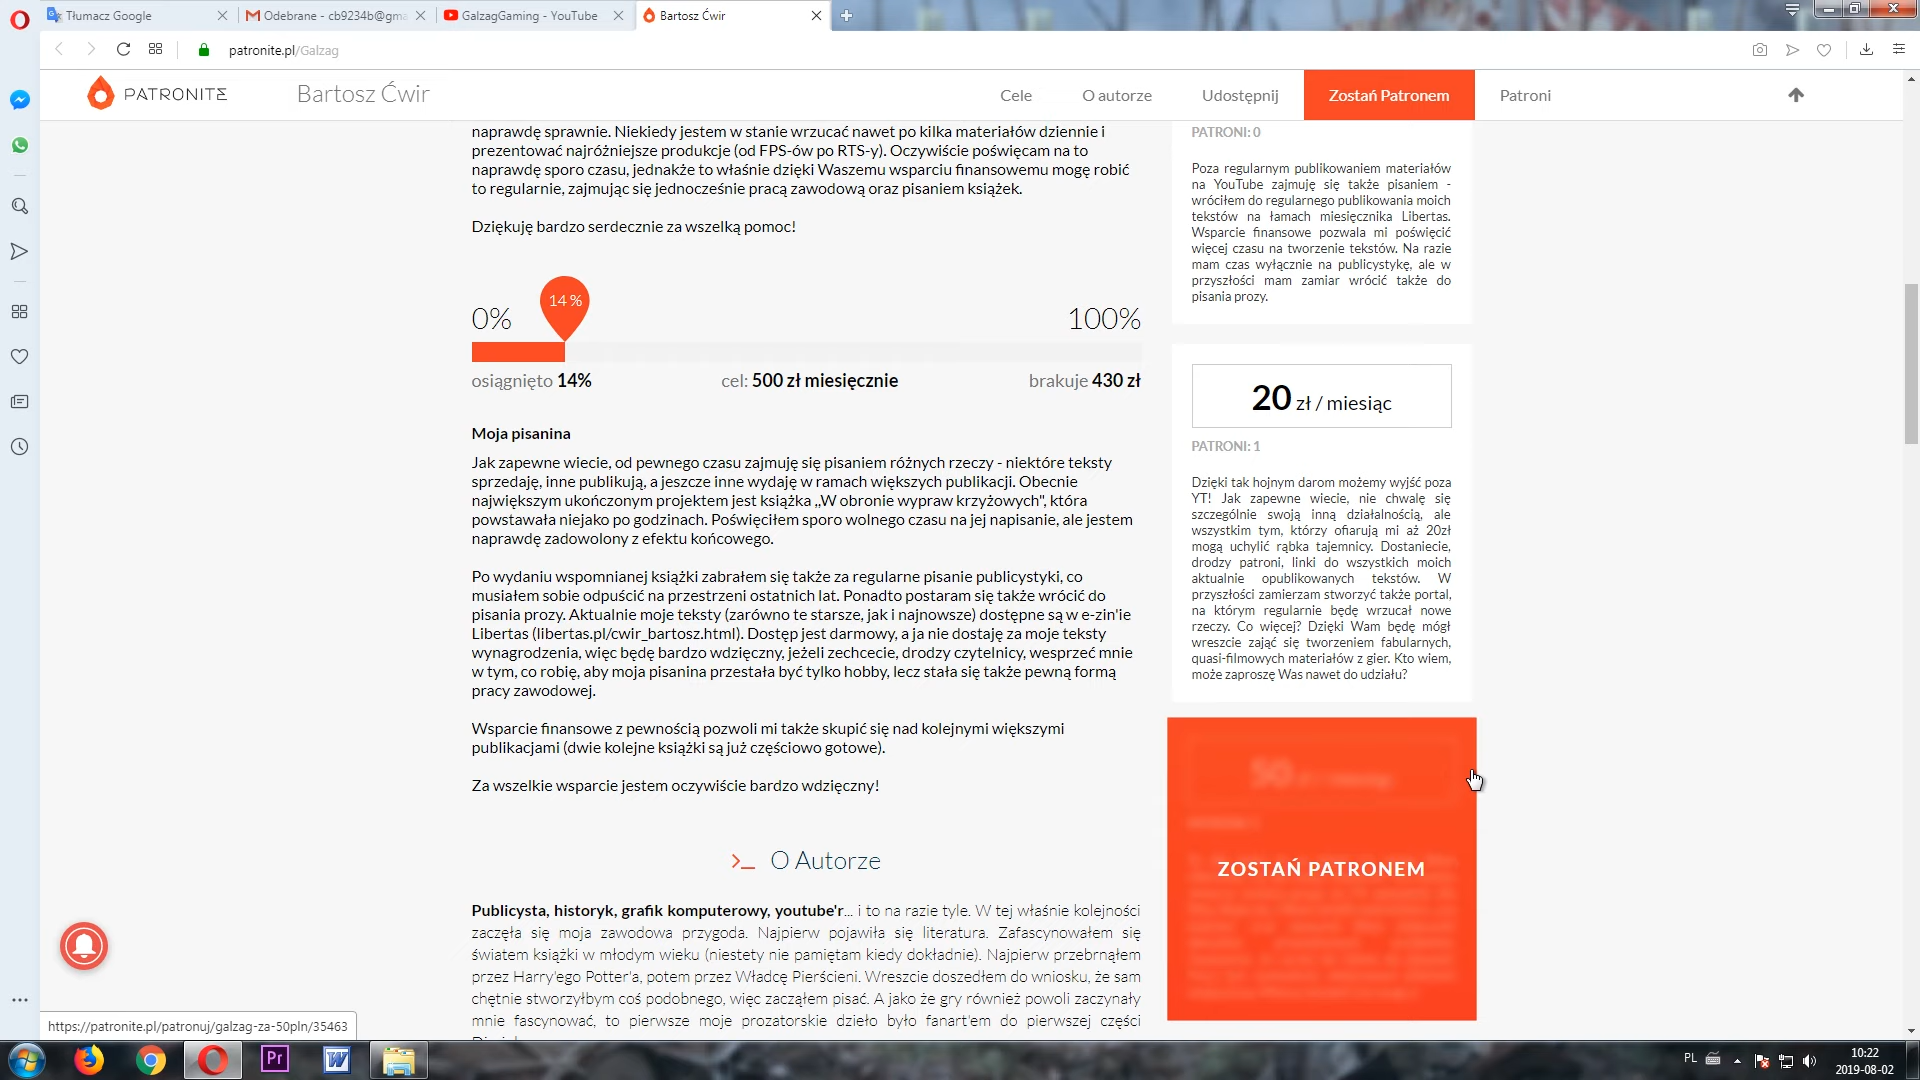 Tłumacz Google
Odebrane - cb9234b@gma
GalzagGaming - YouTube
Bartosz Ćwir
patronite.pl/Galzag
PATRONITE
Bartosz Ćwir
Cele
O autorze
Udostępnij
Zostań Patronem
Patroni
naprawdę sprawnie. Niekiedy jestem w stanie wrzucać nawet po kilka materiałów dziennie i
prezentować najróżniejsze produkcje (od FPS-ów po RTS-y). Oczywiście poświęcam na to
naprawdę sporo czasu, jednakże to właśnie dzięki Waszemu wsparciu finansowemu mogę robić
to regularnie, zajmując się jednocześnie pracą zawodową oraz pisaniem książek.
Dziękuję bardzo serdecznie za wszelką pomoc!
0%
14 %
100%
osiągnięto 14%
cel: 500 zł miesięcznie
brakuje 430 zł
Moja pisanina
Jak zapewne wiecie, od pewnego czasu zajmuję się pisaniem różnych rzeczy - niektóre teksty
sprzedaję, inne publikują, a jeszcze inne wydaję w ramach większych publikacji. Obecnie
największym ukończonym projektem jest książka ,,W obronie wypraw krzyżowych", która
powstawała niejako po godzinach. Poświęciłem sporo wolnego czasu na jej napisanie, ale jestem
naprawdę zadowolony z efektu końcowego.
Po wydaniu wspomnianej książki zabrałem się także za regularne pisanie publicystyki, co
musiałem sobie odpuścić na przestrzeni ostatnich lat. Ponadto postaram się także wrócić do
pisania prozy. Aktualnie moje teksty (zarówno te starsze, jak i najnowsze) dostępne są w e-zin'ie
Libertas (libertas.pl/cwir_bartosz.html). Dostęp jest darmowy, a ja nie dostaję za moje teksty
wynagrodzenia, więc będę bardzo wdzięczny, jeżeli zechcecie, drodzy czytelnicy, wesprzeć mnie
w tym, co robię, aby moja pisanina przestała być tylko hobby, lecz stała się także pewną formą
pracy zawodowej.
Wsparcie finansowe z pewnością pozwoli mi także skupić się nad kolejnymi większymi
publikacjami (dwie kolejne książki są już częściowo gotowe).
Za wszelkie wsparcie jestem oczywiście bardzo wdzięczny!
>_ O Autorze
Publicysta, historyk, grafik komputerowy, youtube'r... i to na razie tyle. W tej właśnie kolejności
zaczęła się moja zawodowa przygoda. Najpierw pojawiła się literatura. Zafascynowałem się
światem książki w młodym wieku (niestety nie pamiętam kiedy dokładnie). Najpierw przebrnąłem
przez Harry'ego Potter'a, potem przez Władcę Pierścieni. Wreszcie doszedłem do wniosku, że sam
chętnie stworzyłbym coś podobnego, więc zacząłem pisać. A jako że gry również powoli zaczynały
mnie fascynować, to pierwsze moje prozatorskie dzieło było fanart'em do pierwszej części
PATRONI: 0
Poza regularnym publikowaniem materiałów
na YouTube zajmuję się także pisaniem -
wróciłem do regularnego publikowania moich
tekstów na łamach miesięcznika Libertas.
Wsparcie finansowe pozwala mi poświęcić
więcej czasu na tworzenie tekstów. Na razie
mam czas wyłącznie na publicystykę, ale w
przyszłości mam zamiar wrócić także do
pisania prozy.
20 zł / miesiąc
PATRONI: 1
Dzięki tak hojnym darom możemy wyjść poza
YT! Jak zapewne wiecie, nie chwalę się
szczególnie swoją inną działalnością, ale
wszystkim tym, którzy ofiarują mi aż 20zł
mogą uchylić rąbka tajemnicy. Dostaniecie,
drodzy patroni, linki do wszystkich moich
aktualnie opublikowanych tekstów. W
przyszłości zamierzam stworzyć także portal,
na którym regularnie będę wrzucał nowe
rzeczy. Co więcej? Dzięki Wam będę mógł
wreszcie zająć się tworzeniem fabularnych,
quasi-filmowych materiałów z gier. Kto wiem,
może zaproszę Was nawet do udziału?
50 zł / miesiąc
ZOSTAŃ PATRONEM
https://patronite.pl/patronuj/galzag-za-50pln/35463
PL
10:22
2019-08-02